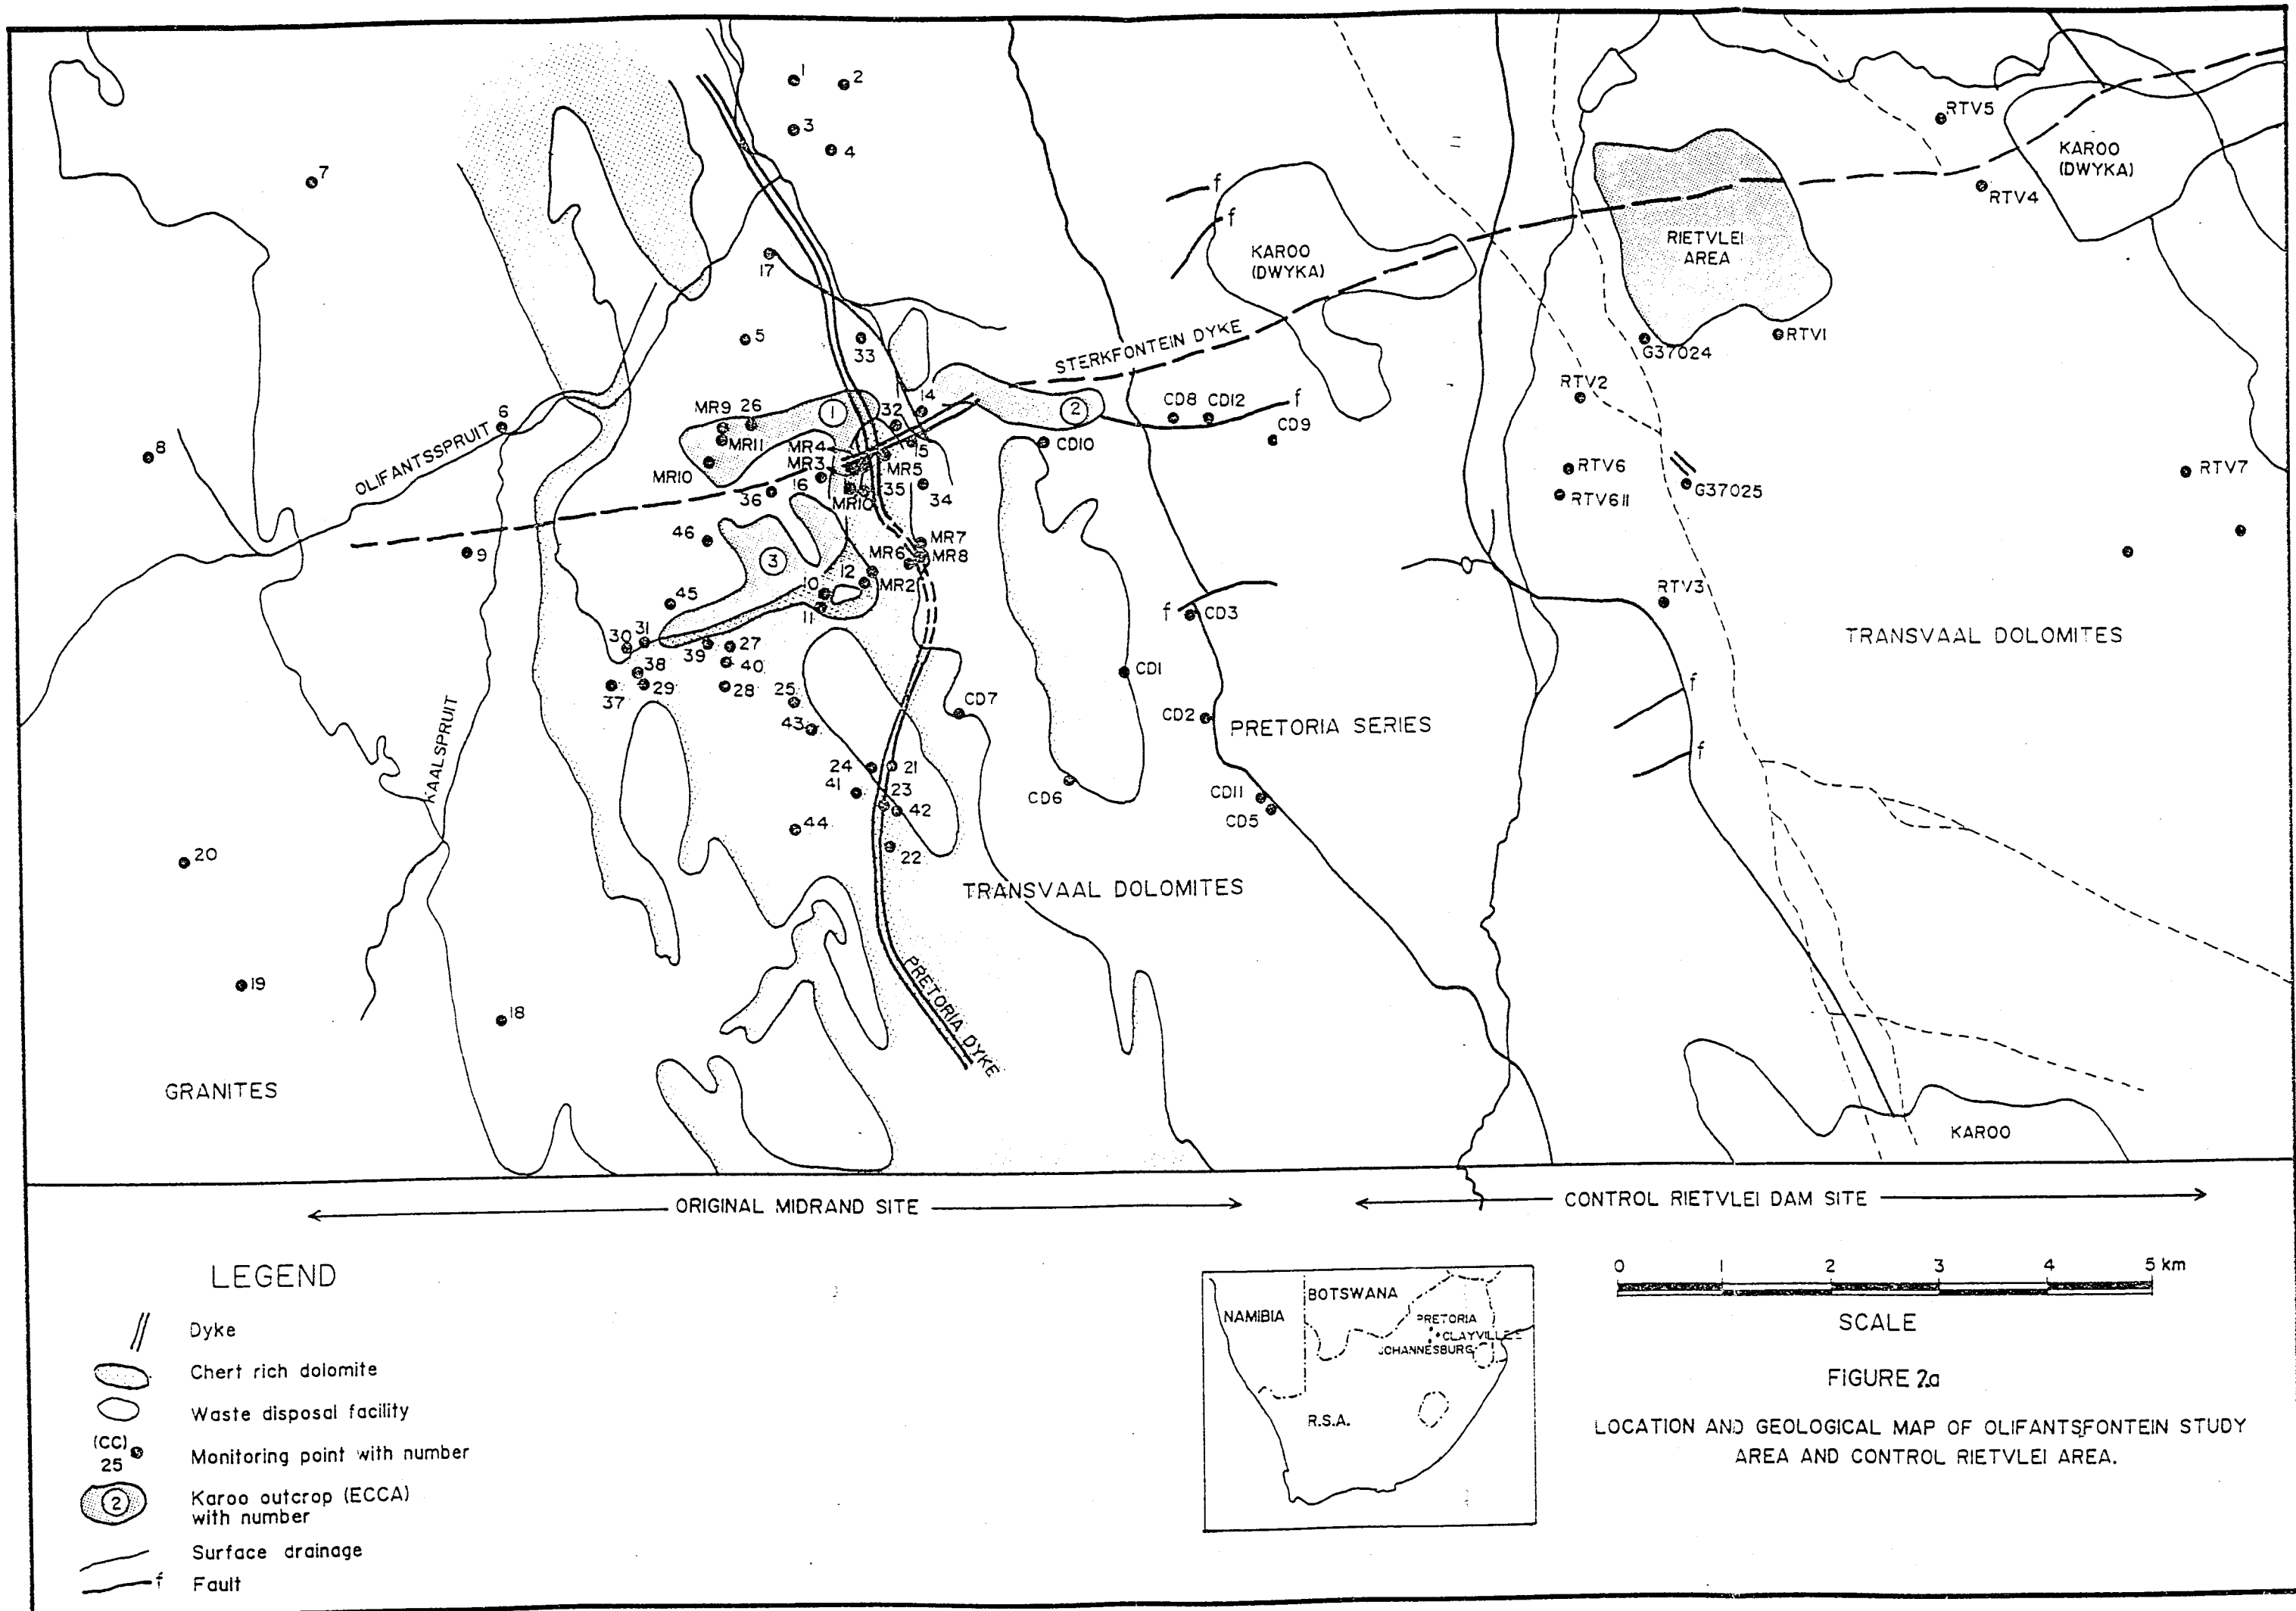 1
2
3
4
7
RTV5
KAROO
(DWYKA)
RTV4
f
f
KAROO
(DWYKA)
RIETVLEI
AREA
17
5
33
STERKFONTEIN DYKE
G37024
RTV1
RTV2
6
MR9 26
1
32
14
2
CD8 CD12
f
CD9
8
MR11
MR4
15
CD10
OLIFANTSSPRUIT
MR10
MR3
MR5
RTV6
RTV7
36
16
MR10
35
34
RTV611
G37025
9
46
3
MR7
MR6
MR8
10
12
MR2
45
11
f
CD3
RTV3
TRANSVAAL DOLOMITES
30
31
39
27
38
40
CD1
37
29
28
25
CD7
f
43
CD2
PRETORIA SERIES
KAALSPRUIT
f
24
21
41
23
42
CD6
CD11
CD5
44
20
22
TRANSVAAL DOLOMITES
19
18
PRETORIA DYKE
GRANITES
KAROO
ORIGINAL MIDRAND SITE
CONTROL RIETVLEI DAM SITE
LEGEND
Dyke
Chert rich dolomite
Waste disposal facility
(CC)
25
Monitoring point with number
2
Karoo outcrop (ECCA)
with number
Surface drainage
f
Fault
NAMIBIA
BOTSWANA
PRETORIA
CLAYVILLE
JOHANNESBURG
R.S.A.
0 1 2 3 4 5 km
SCALE
FIGURE 2a
LOCATION AND GEOLOGICAL MAP OF OLIFANTSFONTEIN STUDY
AREA AND CONTROL RIETVLEI AREA.